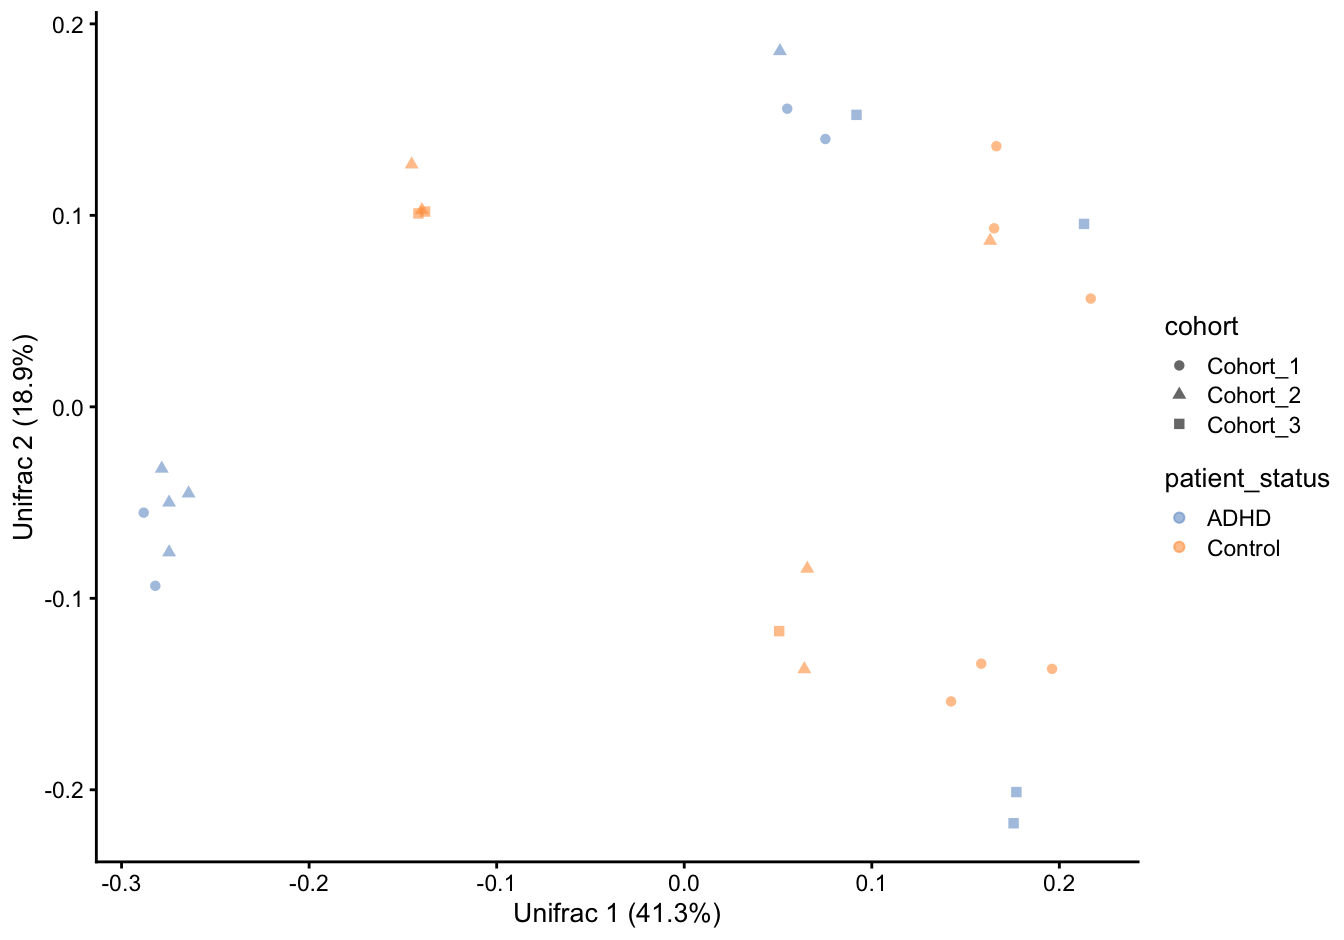 0.2
0.1
0.0
-0.1
-0.2
Unifrac 2 (18.9%)
-0.3
-0.2
-0.1
0.0
0.1
0.2
Unifrac 1 (41.3%)
cohort
Cohort_1
Cohort_2
Cohort_3
patient_status
ADHD
Control